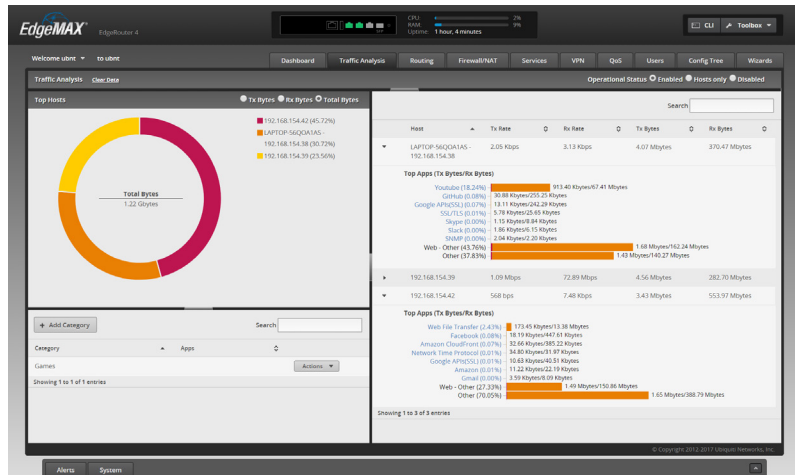 EdgeMAX® EdgeRouter 4
CPU: 2%
RAM: 9%
Uptime: 1 hour, 4 minutes
SFP
CLI Toolbox
Welcome ubnt to ubnt
Dashboard Traffic Analysis Routing Firewall/NAT Services VPN QoS Users Config Tree Wizards
Traffic Analysis Clear Data
Operational Status Enabled Hosts only Disabled
Top Hosts Tx Bytes Rx Bytes Total Bytes
192.168.154.42 (45.72%)
LAPTOP-S6QOA1AS -
192.168.154.38 (30.72%)
192.168.154.39 (23.56%)
Total Bytes
1.22 Gbytes
+ Add Category Search
Category Apps
Games Actions
Showing 1 to 1 of 1 entries
Search
Host Tx Rate Rx Rate Tx Bytes Rx Bytes
LAPTOP-S6QOA1AS - 2.05 Kbps 3.13 Kbps 4.07 Mbytes 370.47 Mbytes
192.168.154.38
Top Apps (Tx Bytes/Rx Bytes)
Youtube (18.24%) 913.40 Kbytes/67.41 Mbytes
GitHub (0.08%) 30.88 Kbytes/255.25 Kbytes
Google APIs(SSL) (0.07%) 13.11 Kbytes/242.29 Kbytes
SSL/TLS (0.01%) 5.78 Kbytes/25.65 Kbytes
Skype (0.00%) 1.15 Kbytes/8.84 Kbytes
Slack (0.00%) 1.86 Kbytes/6.15 Kbytes
SNMP (0.00%) 2.04 Kbytes/2.20 Kbytes
Web - Other (43.76%) 1.68 Mbytes/162.24 Mbytes
Other (37.83%) 1.43 Mbytes/140.27 Mbytes
192.168.154.39 1.09 Mbps 72.89 Mbps 4.56 Mbytes 282.70 Mbytes
192.168.154.42 568 bps 7.48 Kbps 3.43 Mbytes 553.97 Mbytes
Top Apps (Tx Bytes/Rx Bytes)
Web File Transfer (2.43%) 173.45 Kbytes/13.38 Mbytes
Facebook (0.08%) 18.19 Kbytes/447.61 Kbytes
Amazon CloudFront (0.07%) 32.66 Kbytes/385.22 Kbytes
Network Time Protocol (0.01%) 34.80 Kbytes/31.97 Kbytes
Google APIs(SSL) (0.01%) 10.63 Kbytes/40.51 Kbytes
Amazon (0.01%) 11.22 Kbytes/22.19 Kbytes
Gmail (0.00%) 3.59 Kbytes/8.09 Kbytes
Web - Other (27.33%) 1.49 Mbytes/150.86 Mbytes
Other (70.05%) 1.65 Mbytes/388.79 Mbytes
Showing 1 to 3 of 3 entries
© Copyright 2012-2017 Ubiquiti Networks, Inc.
Alerts System